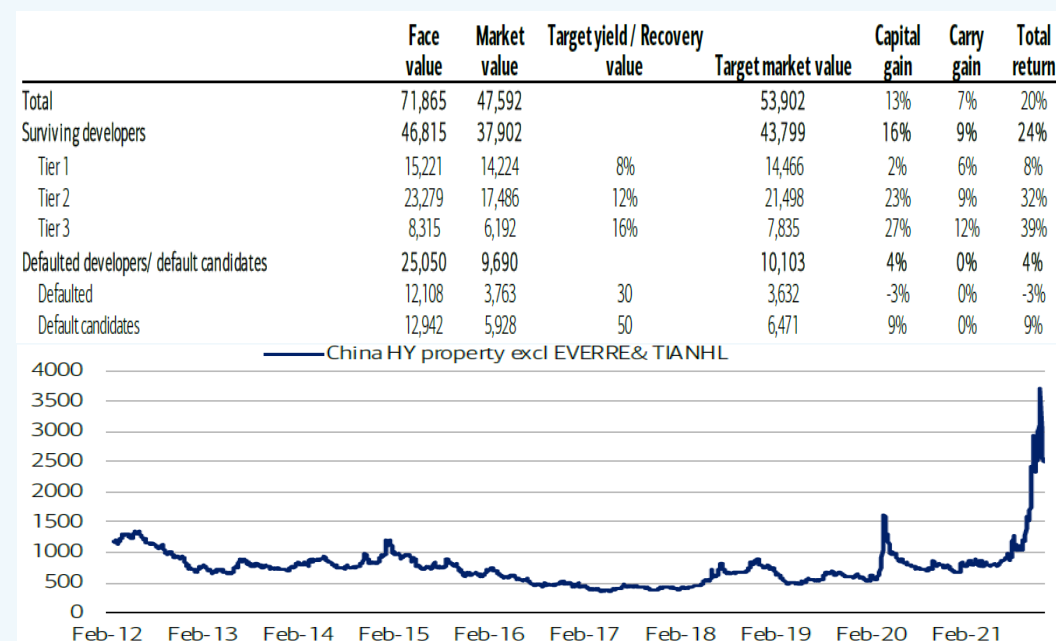 Face Market Target yield / Recovery Capital Carry Total
value value value Target market value gain gain return
Total 71,865 47,592 53,902 13% 7% 20%
Surviving developers 46,815 37,902 43,799 16% 9% 24%
Tier 1 15,221 14,224 8% 14,466 2% 6% 8%
Tier 2 23,279 17,486 12% 21,498 23% 9% 32%
Tier 3 8,315 6,192 16% 7,835 27% 12% 39%
Defaulted developers/ default candidates 25,050 9,690 10,103 4% 0% 4%
Defaulted 12,108 3,763 30 3,632 -3% 0% -3%
Default candidates 12,942 5,928 50 6,471 9% 0% 9%
China HY property excl EVERRE& TIANHL
4000
3500
3000
2500
2000
1500
1000
500
0
Feb-12 Feb-13 Feb-14 Feb-15 Feb-16 Feb-17 Feb-18 Feb-19 Feb-20 Feb-21